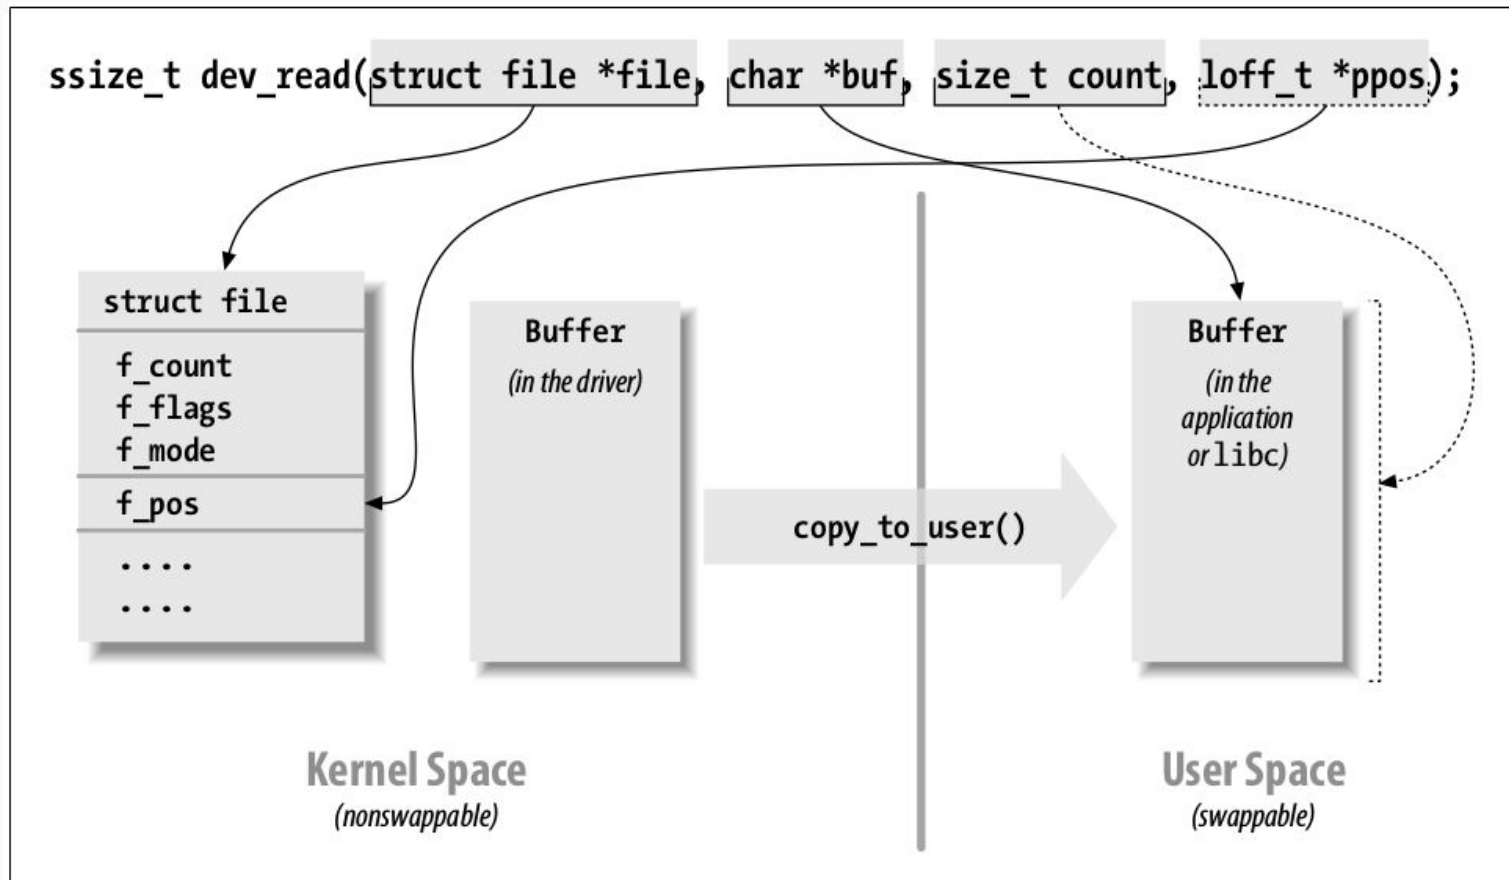 ssize_t dev_read(struct file *file, char *buf, size_t count, loff_t *ppos);
struct file
f_count
f_flags
f_mode
f_pos
....
....
Buffer
(in the driver)
copy_to_user()
Buffer
(in the
application
or libc)
Kernel Space
(nonswappable)
User Space
(swappable)